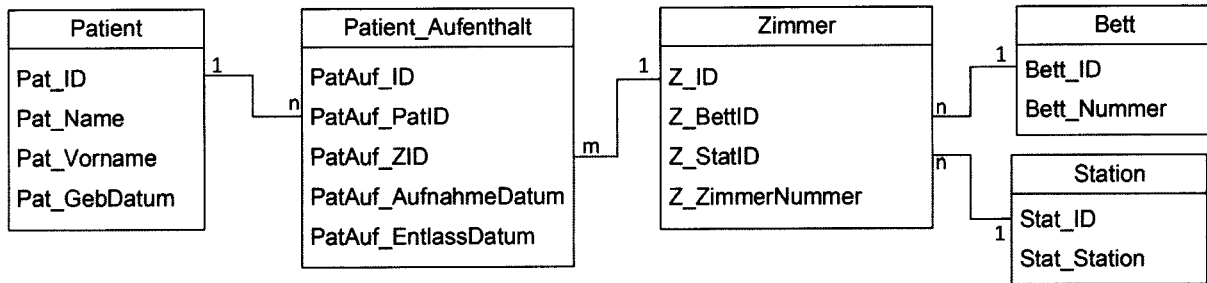 Patient
Pat_ID
Pat_Name
Pat_Vorname
Pat_GebDatum
1
n
Patient_Aufenthalt
PatAuf_ID
PatAuf_PatID
PatAuf_ZID
PatAuf_AufnahmeDatum
PatAuf_EntlassDatum
m
1
Zimmer
Z_ID
Z_BettID
Z_StatID
Z_ZimmerNummer
n
1
n
1
Bett
Bett_ID
Bett_Nummer
Station
Stat_ID
Stat_Station